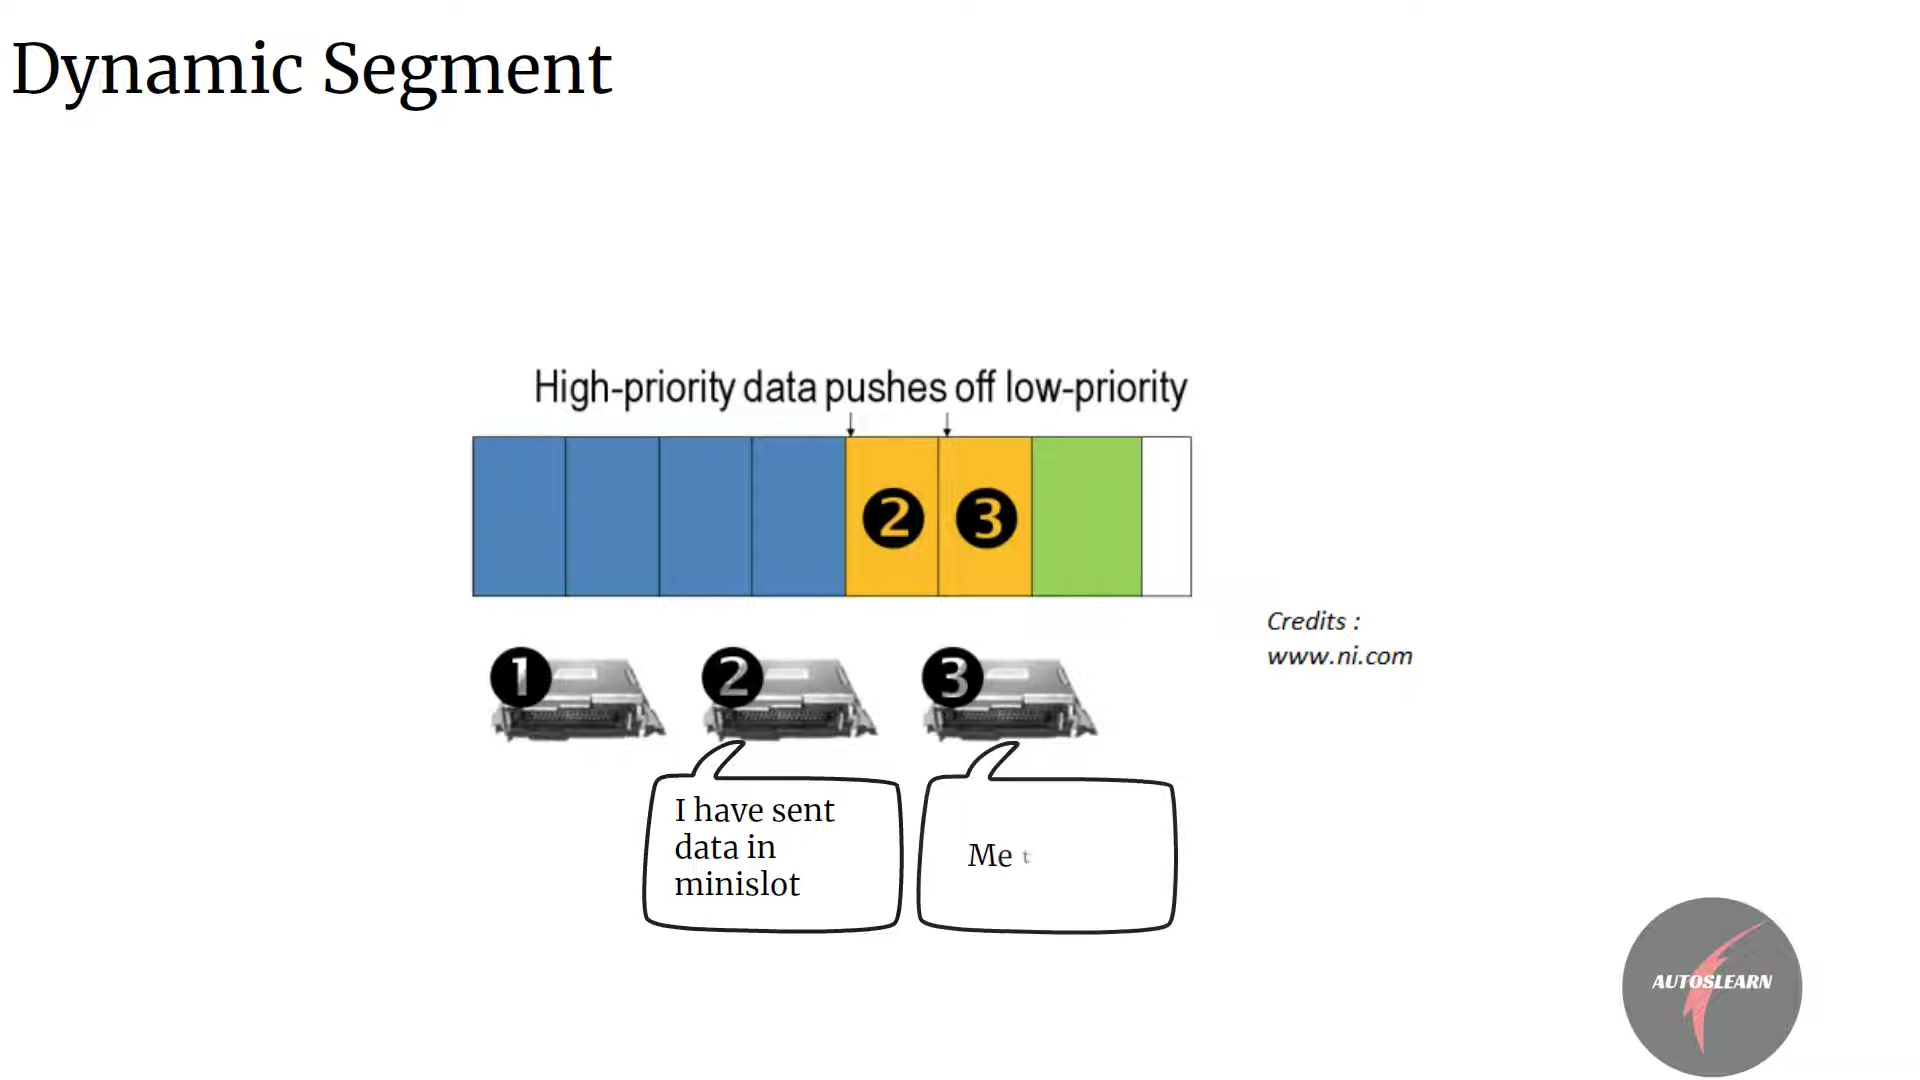 Dynamic Segment
High-priority data pushes off low-priority
2 3
Credits :
www.ni.com
1 2 3
I have sent
data in
minislot
Me t
AUTOSLEARN